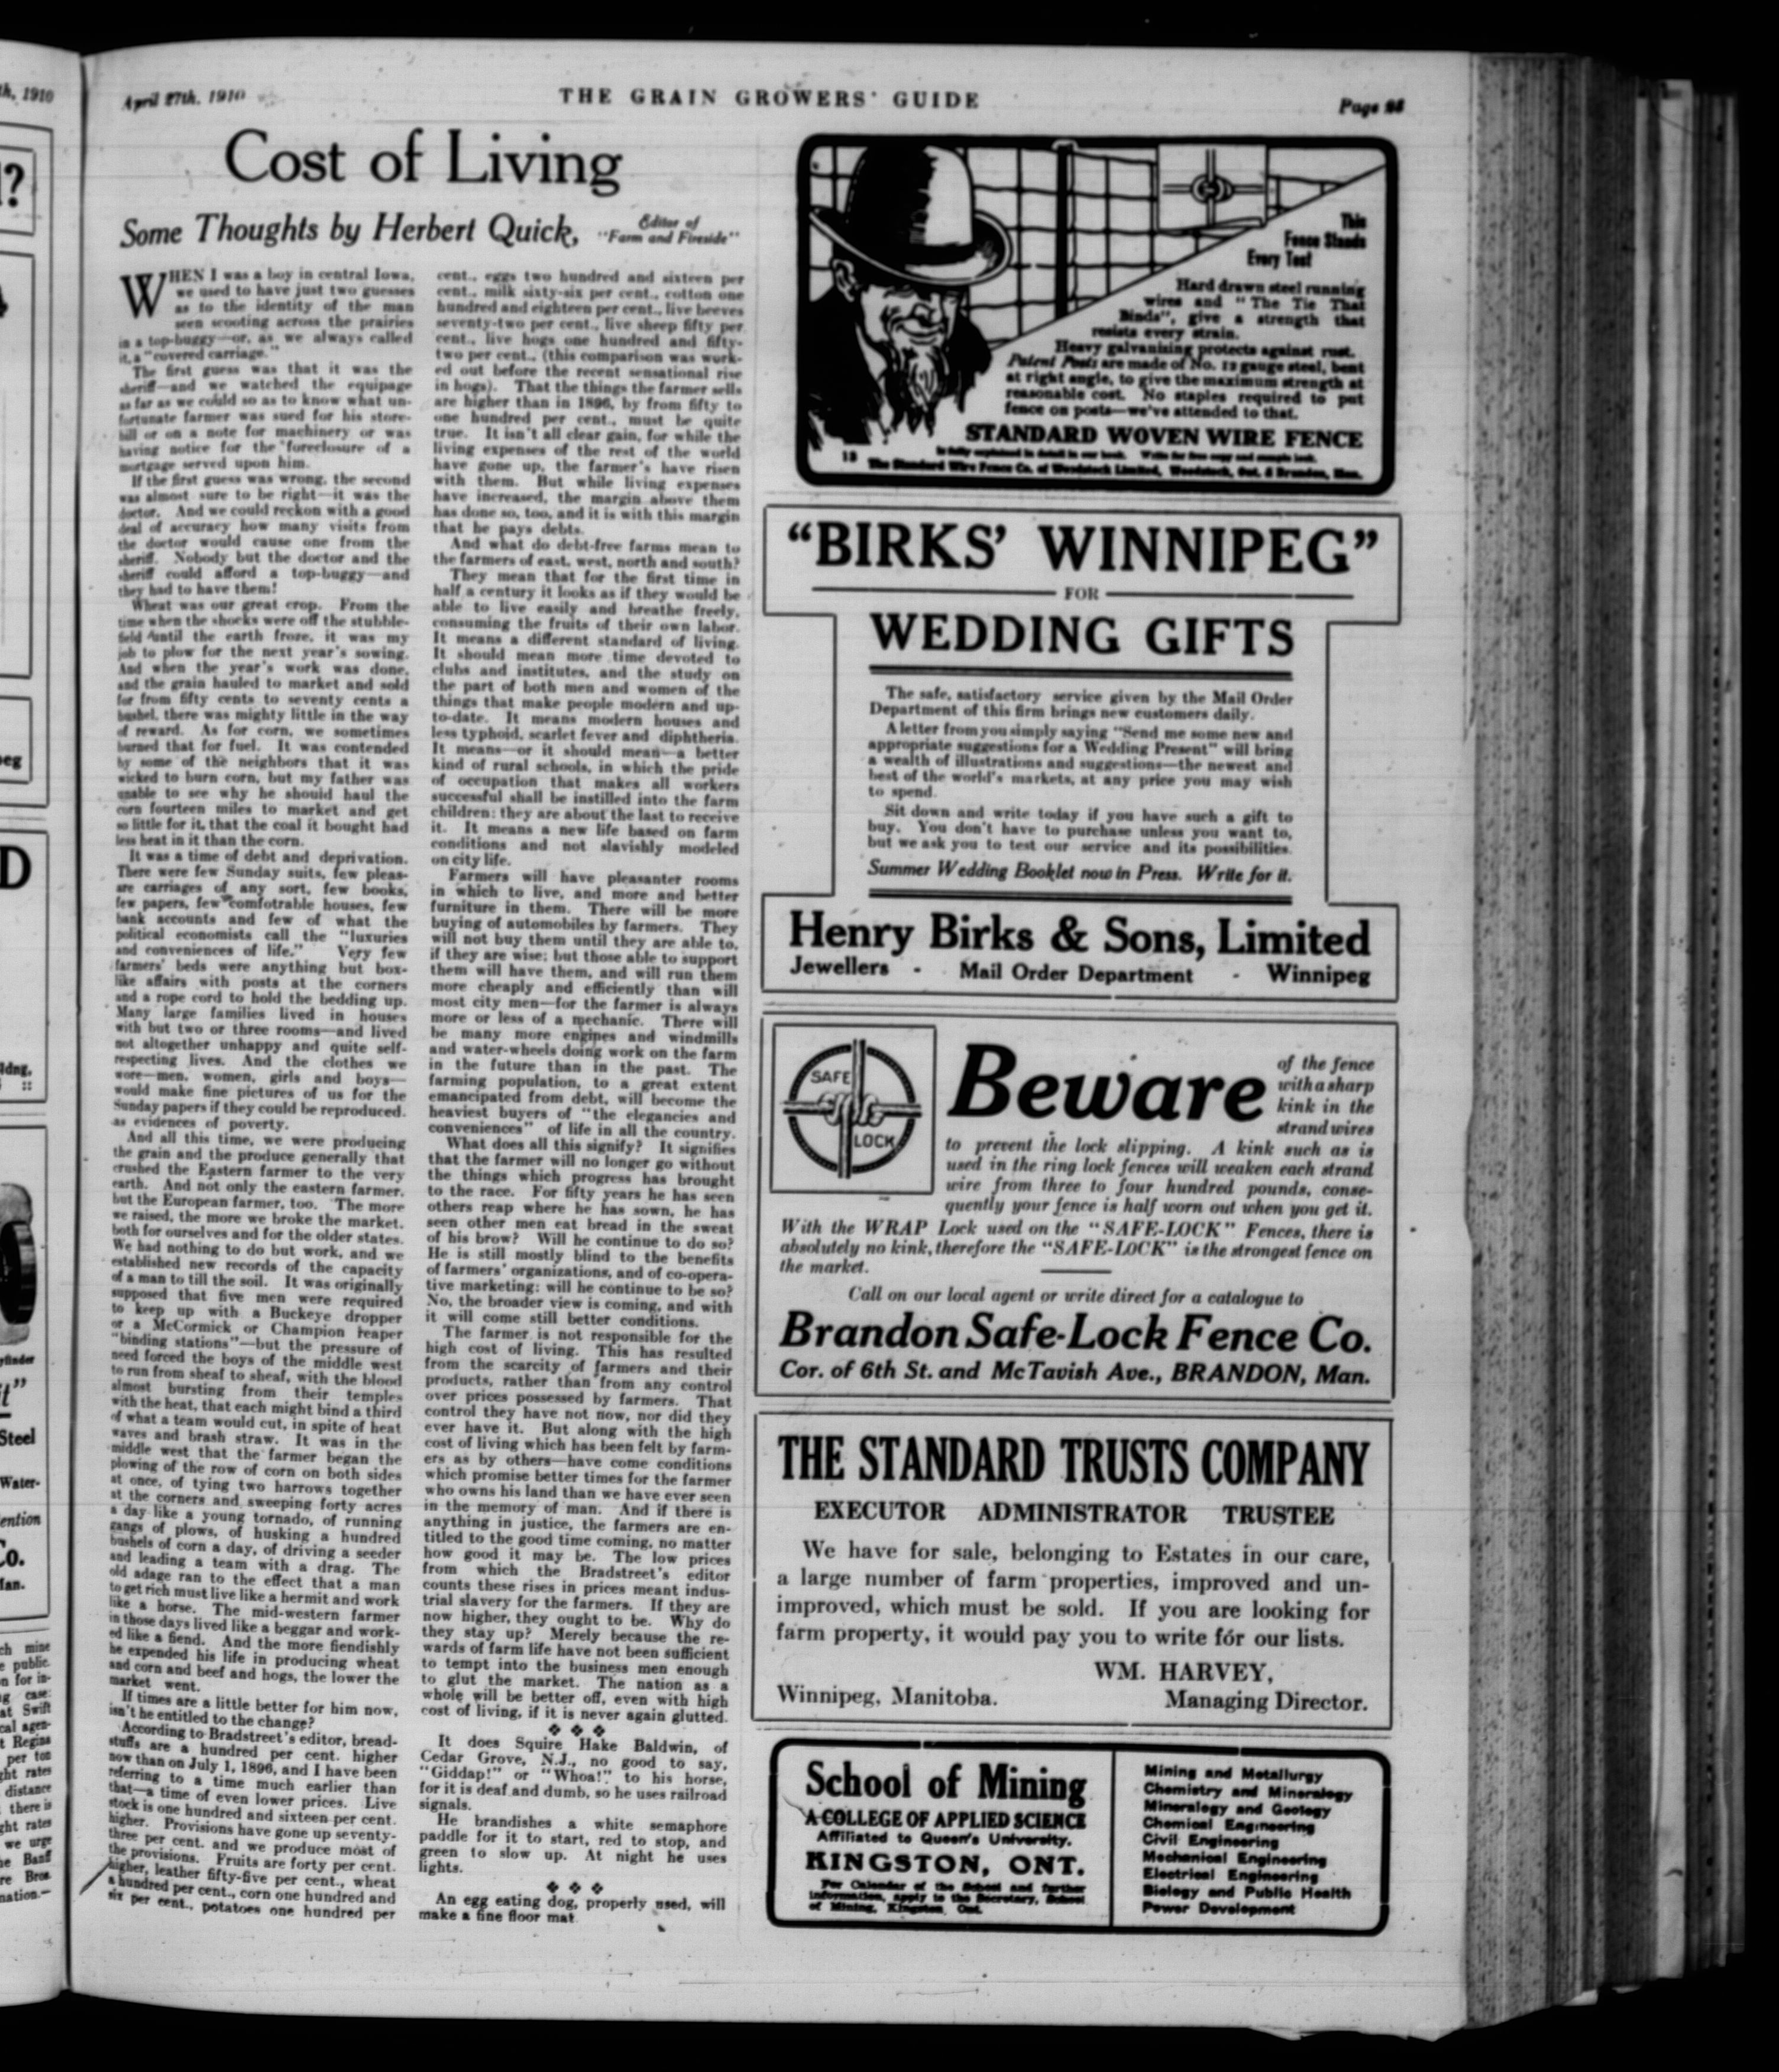 April 27th, 1910
THE GRAIN GROWERS' GUIDE
Page
Cost of Living
Some Thoughts by Herbert Quick,
Editor of
"Farm and Fireside"
WHEN I was a boy in central Iowa,
we used to have just two guesses
as to the identity of the man
seen scooting across the prairies
in a top-buggy—or, as we always called
it, a "covered carriage."
The first guess was that it was the
sheriff—and we watched the equipage
as far as we could so as to know what un-
fortunate farmer was sued for his store-
bill or on a note for machinery or was
having notice for the foreclosure of a
mortgage served upon him.
If the first guess was wrong, the second
was almost sure to be right—it was the
doctor. And we could reckon with a good
deal of accuracy how many visits from
the doctor would cause one from the
sheriff. Nobody but the doctor and the
sheriff could afford a top-buggy—and
they had to have them!
Wheat was our great crop. From the
time when the shocks were off the stubble-
field until the earth froze, it was my
job to plow for the next year's sowing.
And when the year's work was done,
and the grain hauled to market and sold
for from fifty cents to seventy cents a
bushel, there was mighty little in the way
of reward. As for corn, we sometimes
burned that for fuel. It was contended
by some of the neighbors that it was
wicked to burn corn, but my father was
unable to see why he should haul the
corn fourteen miles to market and get
so little for it, that the coal it bought had
less heat in it than the corn.
It was a time of debt and deprivation.
There were few Sunday suits, few pleas-
are carriages of any sort, few books,
few papers, few comfotrable houses, few
bank accounts and few of what the
political economists call the "luxuries
and conveniences of life." Very few
farmers' beds were anything but box-
like affairs with posts at the corners
and a rope cord to hold the bedding up.
Many large families lived in houses
with but two or three rooms—and lived
not altogether unhappy and quite self-
respecting lives. And the clothes we
wore—men, women, girls and boys—
would make fine pictures of us for the
Sunday papers if they could be reproduced.
as evidences of poverty.
And all this time, we were producing
the grain and the produce generally that
crushed the Eastern farmer to the very
earth. And not only the eastern farmer,
but the European farmer, too. The more
we raised, the more we broke the market,
both for ourselves and for the older states.
We had nothing to do but work, and we
established new records of the capacity
of a man to till the soil. It was originally
supposed that five men were required
to keep up with a Buckeye dropper
or a McCormick or Champion reaper
"binding stations"—but the pressure of
need forced the boys of the middle west
to run from sheaf to sheaf, with the blood
almost bursting from their temples
with the heat, that each might bind a third
of what a team would cut, in spite of heat
waves and brash straw. It was in the
middle west that the farmer began the
plowing of the row of corn on both sides
at once, of tying two harrows together
at the corners and sweeping forty acres
a day like a young tornado, of running
gangs of plows, of husking a hundred
bushels of corn a day, of driving a seeder
and leading a team with a drag. The
old adage ran to the effect that a man
to get rich must live like a hermit and work
like a horse. The mid-western farmer
in those days lived like a beggar and work-
ed like a fiend. And the more fiendishly
he expended his life in producing wheat
and corn and beef and hogs, the lower the
market went.
If times are a little better for him now,
isn't he entitled to the change?
According to Bradstreet's editor, bread-
stuffs are a hundred per cent. higher
now than on July 1, 1896, and I have been
referring to a time much earlier than
that—a time of even lower prices. Live
stock is one hundred and sixteen per cent.
higher. Provisions have gone up seventy-
three per cent. and we produce most of
the provisions. Fruits are forty per cent.
higher, leather fifty-five per cent., wheat
a hundred per cent., corn one hundred and
six per cent., potatoes one hundred per
cent., eggs two hundred and sixteen per
cent., milk sixty-six per cent., cotton one
hundred and eighteen per cent., live beeves
seventy-two per cent., live sheep fifty per
cent., live hogs one hundred and fifty-
two per cent., (this comparison was work-
ed out before the recent sensational rise
in hogs). That the things the farmer sells
are higher than in 1896, by from fifty to
one hundred per cent., must be quite
true. It isn't all clear gain, for while the
living expenses of the rest of the world
have gone up, the farmer's have risen
with them. But while living expenses
have increased, the margin above them
has done so, too, and it is with this margin
that he pays debts.
And what do debt-free farms mean to
the farmers of east, west, north and south?
They mean that for the first time in
half a century it looks as if they would be
able to live easily and breathe freely,
consuming the fruits of their own labor.
It means a different standard of living.
It should mean more time devoted to
clubs and institutes, and the study on
the part of both men and women of the
things that make people modern and up-
to-date. It means modern houses and
less typhoid, scarlet fever and diphtheria.
It means—or it should mean—a better
kind of rural schools, in which the pride
of occupation that makes all workers
successful shall be instilled into the farm
children: they are about the last to receive
it. It means a new life based on farm
conditions and not slavishly modeled
on city life.
Farmers will have pleasanter rooms
in which to live, and more and better
furniture in them. There will be more
buying of automobiles by farmers. They
will not buy them until they are able to,
if they are wise; but those able to support
them will have them, and will run them
more cheaply and efficiently than will
most city men—for the farmer is always
more or less of a mechanic. There will
be many more engines and windmills
and water-wheels doing work on the farm
in the future than in the past. The
farming population, to a great extent
emancipated from debt, will become the
heaviest buyers of "the elegancies and
conveniences" of life in all the country.
What does all this signify? It signifies
that the farmer will no longer go without
the things which progress has brought
to the race. For fifty years he has seen
others reap where he has sown, he has
seen other men eat bread in the sweat
of his brow? Will he continue to do so?
He is still mostly blind to the benefits
of farmers' organizations, and of co-opera-
tive marketing: will he continue to be so?
No, the broader view is coming, and with
it will come still better conditions.
The farmer is not responsible for the
high cost of living. This has resulted
from the scarcity of farmers and their
products, rather than from any control
over prices possessed by farmers. That
control they have not now, nor did they
ever have it. But along with the high
cost of living which has been felt by farm-
ers as by others—have come conditions
which promise better times for the farmer
who owns his land than we have ever seen
in the memory of man. And if there is
anything in justice, the farmers are en-
titled to the good time coming, no matter
how good it may be. The low prices
from which the Bradstreet's editor
counts these rises in prices meant indus-
trial slavery for the farmers. If they are
now higher, they ought to be. Why do
they stay up? Merely because the re-
wards of farm life have not been sufficient
to tempt into the business men enough
to glut the market. The nation as a
whole will be better off, even with high
cost of living, if it is never again glutted.
It does Squire Hake Baldwin, of
Cedar Grove, N.J., no good to say,
"Giddap!" or "Whoa!" to his horse,
for it is deaf and dumb, so he uses railroad
signals.
He brandishes a white semaphore
paddle for it to start, red to stop, and
green to slow up. At night he uses
lights.
An egg eating dog, properly used, will
make a fine floor mat
This
Fence Stands
Every Test
Hard drawn steel running
wires and "The Tie That
Binds", give a strength that
resists every strain.
Heavy galvanizing protects against rust.
Patent Posts are made of No. 12 gauge steel, bent
at right angle, to give the maximum strength at
reasonable cost. No staples required to put
fence on posts—we've attended to that.
STANDARD WOVEN WIRE FENCE
is fully explained in detail in our book. Write for free copy and sample lock.
13 The Standard Wire Fence Co. of Woodstock Limited, Woodstock, Ont. & Brandon, Man.
"BIRKS' WINNIPEG"
FOR
WEDDING GIFTS
The safe, satisfactory service given by the Mail Order
Department of this firm brings new customers daily.
A letter from you simply saying "Send me some new and
appropriate suggestions for a Wedding Present" will bring
a wealth of illustrations and suggestions—the newest and
best of the world's markets, at any price you may wish
to spend.
Sit down and write today if you have such a gift to
buy. You don't have to purchase unless you want to,
but we ask you to test our service and its possibilities.
Summer Wedding Booklet now in Press. Write for it.
Henry Birks & Sons, Limited
Jewellers - Mail Order Department - Winnipeg
SAFE
LOCK
Beware
of the fence
with a sharp
kink in the
strand wires
to prevent the lock slipping. A kink such as is
used in the ring lock fences will weaken each strand
wire from three to four hundred pounds, conse-
quently your fence is half worn out when you get it.
With the WRAP Lock used on the "SAFE-LOCK" Fences, there is
absolutely no kink, therefore the "SAFE-LOCK" is the strongest fence on
the market.
Call on our local agent or write direct for a catalogue to
Brandon Safe-Lock Fence Co.
Cor. of 6th St. and McTavish Ave., BRANDON, Man.
THE STANDARD TRUSTS COMPANY
EXECUTOR ADMINISTRATOR TRUSTEE
We have for sale, belonging to Estates in our care,
a large number of farm properties, improved and un-
improved, which must be sold. If you are looking for
farm property, it would pay you to write for our lists.
WM. HARVEY,
Winnipeg, Manitoba.
Managing Director.
School of Mining
A COLLEGE OF APPLIED SCIENCE
Affiliated to Queen's University,
KINGSTON, ONT.
For Calendar of the School and further
information, apply to the Secretary, School
of Mining, Kingston, Ont.
Mining and Metallurgy
Chemistry and Mineralogy
Mineralogy and Geology
Chemical Engineering
Civil Engineering
Mechanical Engineering
Electrical Engineering
Biology and Public Health
Power Development